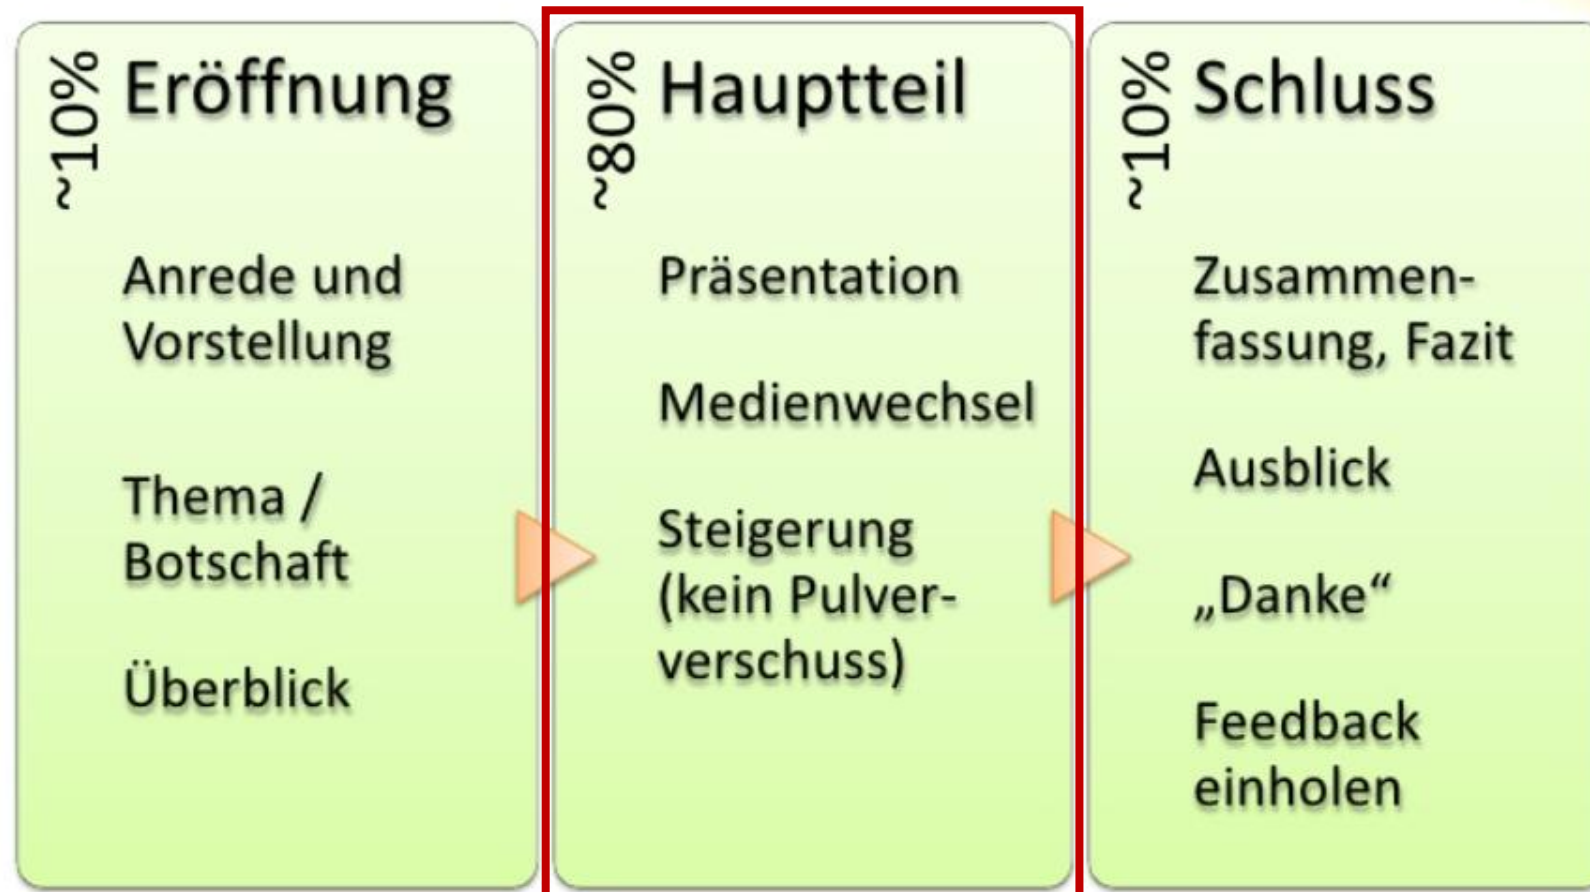 ~10%
Eröffnung
Anrede und
Vorstellung
Thema /
Botschaft
Überblick
~80%
Hauptteil
Präsentation
Medienwechsel
Steigerung
(kein Pulver-
verschuss)
~10%
Schluss
Zusammen-
fassung, Fazit
Ausblick
„Danke“
Feedback
einholen